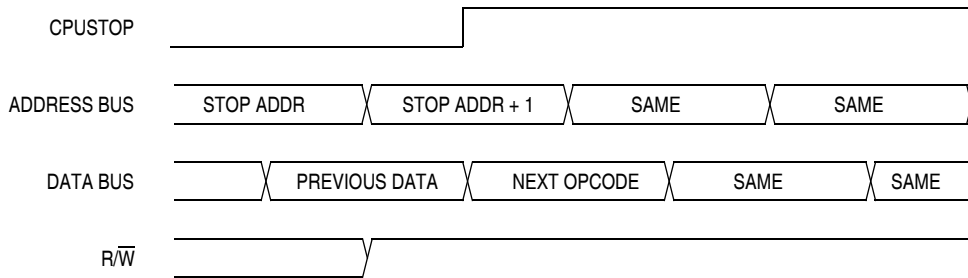 CPUSTOP
ADDRESS BUS STOP ADDR STOP ADDR + 1 SAME SAME
DATA BUS PREVIOUS DATA NEXT OPCODE SAME SAME
R/W̅